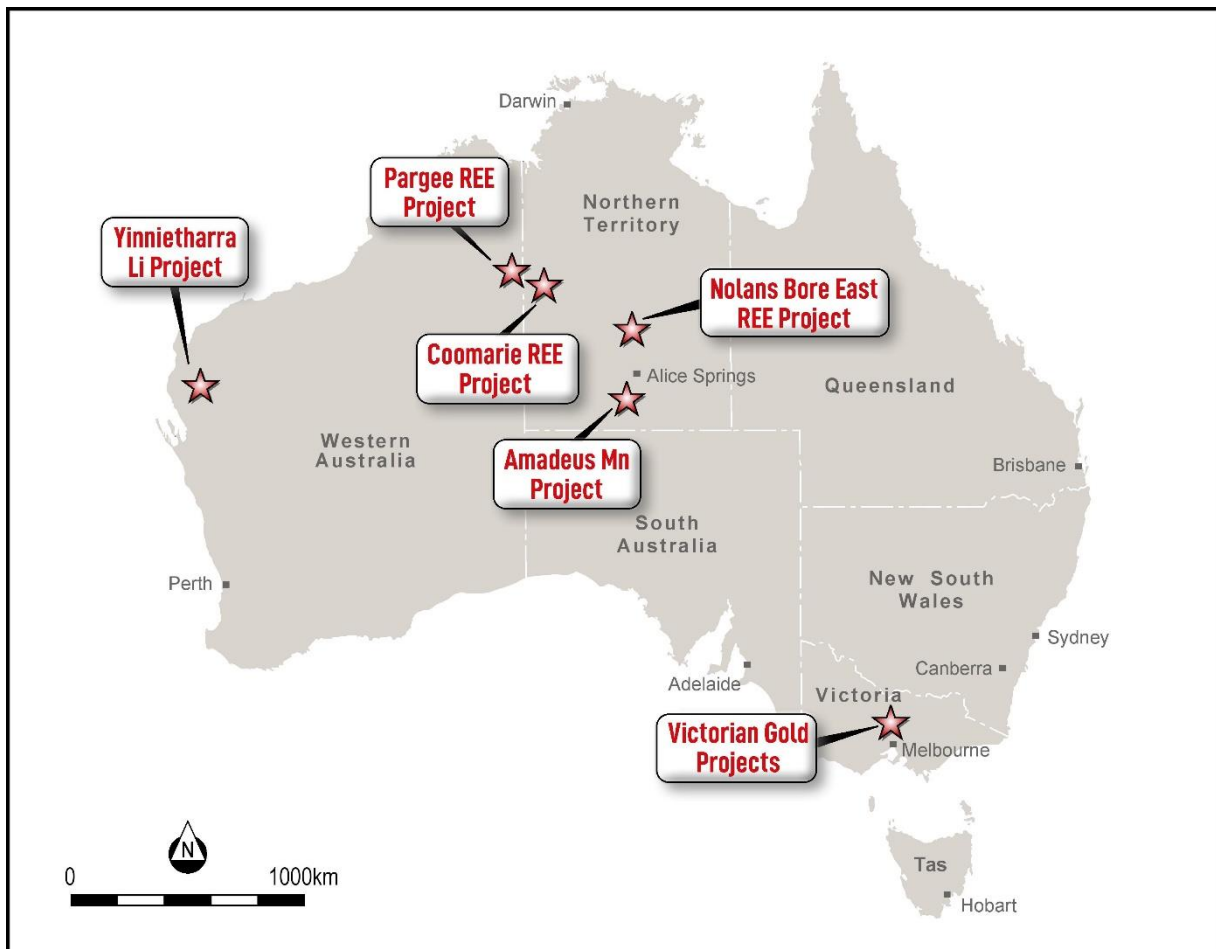 Darwin
Pargee REE
Project
Northern
Territory
Yinnietharra
Li Project
Nolans Bore East
REE Project
Coomarie REE
Project
Alice Springs
Queensland
Western
Australia
Amadeus Mn
Project
Brisbane
South
Australia
Perth
New South
Wales
Sydney
Canberra
Adelaide
Victoria
Victorian Gold
Projects
Melbourne
N
0 1000km
Tas
Hobart